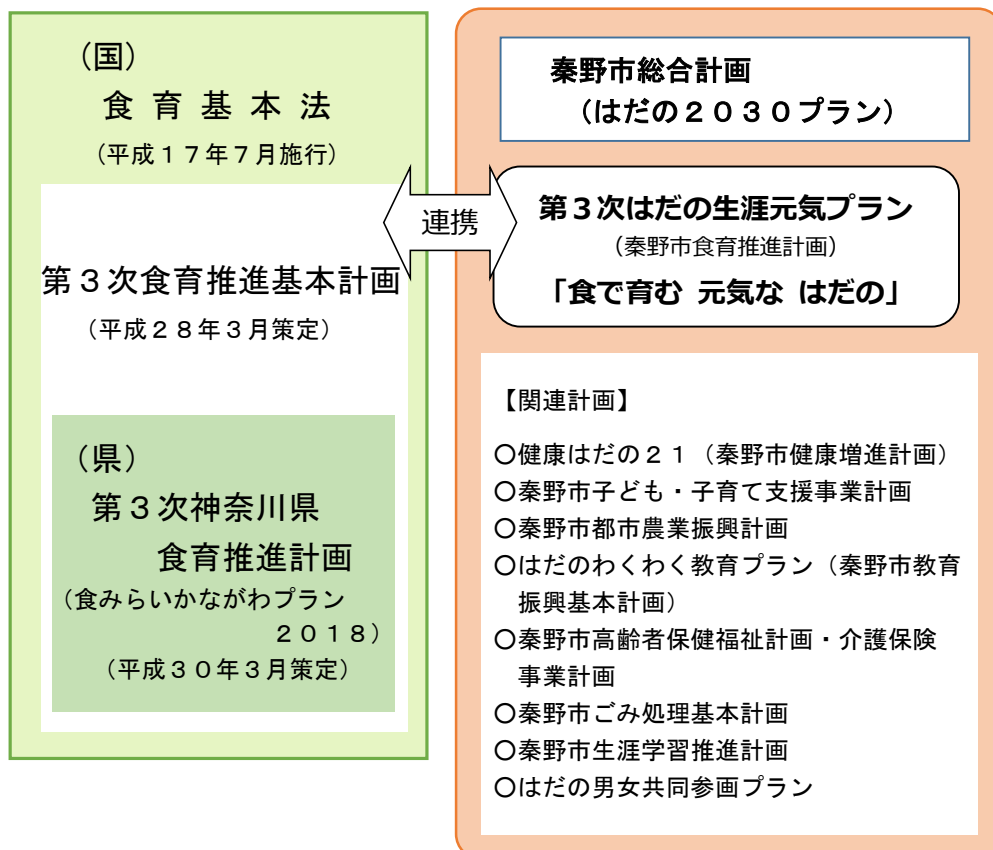 (国)
食育基本法
(平成17年7月施行)
第3次食育推進基本計画
(平成28年3月策定)
(県)
第3次神奈川県
食育推進計画
(食みらいかながわプラン
2018)
(平成30年3月策定)
連携
秦野市総合計画
(はだの2030プラン)
第3次はだの生涯元気プラン
(秦野市食育推進計画)
「食で育む 元気な はだの」
【関連計画】
○健康はだの21(秦野市健康増進計画)
○秦野市子ども・子育て支援事業計画
○秦野市都市農業振興計画
○はだのわくわく教育プラン(秦野市教育
振興基本計画)
○秦野市高齢者保健福祉計画・介護保険
事業計画
○秦野市ごみ処理基本計画
○秦野市生涯学習推進計画
○はだの男女共同参画プラン